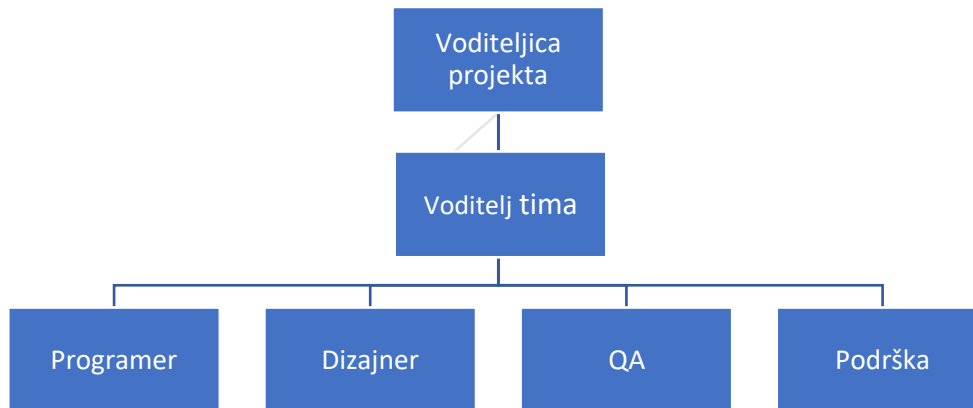 Voditeljica
projekta
Voditelj tima
Programer
Dizajner
QA
Podrška